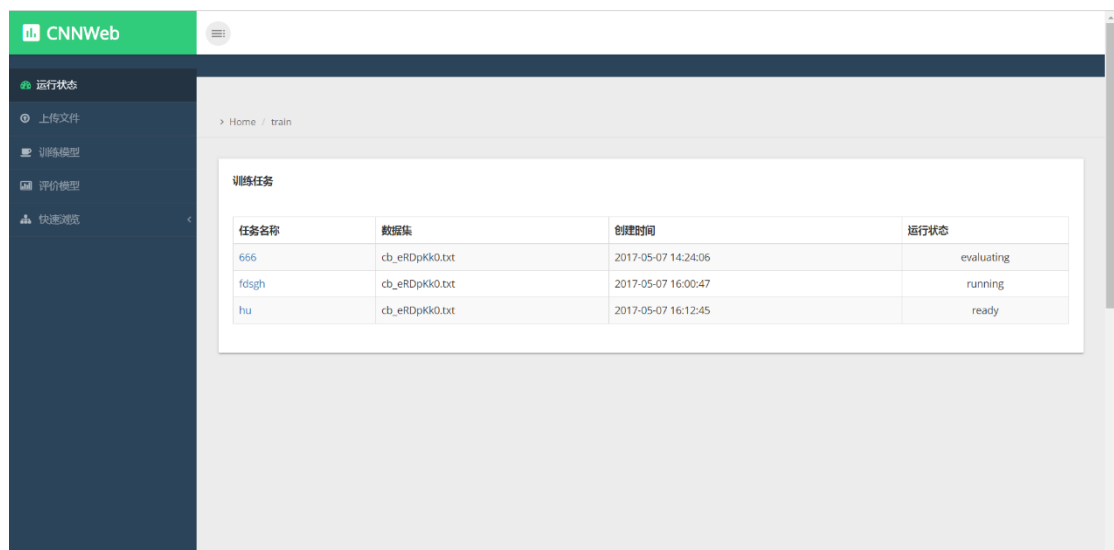 CNNWeb
运行状态
上传文件
训练模型
评价模型
快速浏览
> Home / train
训练任务
任务名称 数据集 创建时间 运行状态
666 cb_eRDpKk0.txt 2017-05-07 14:24:06 evaluating
fdsgh cb_eRDpKk0.txt 2017-05-07 16:00:47 running
hu cb_eRDpKk0.txt 2017-05-07 16:12:45 ready